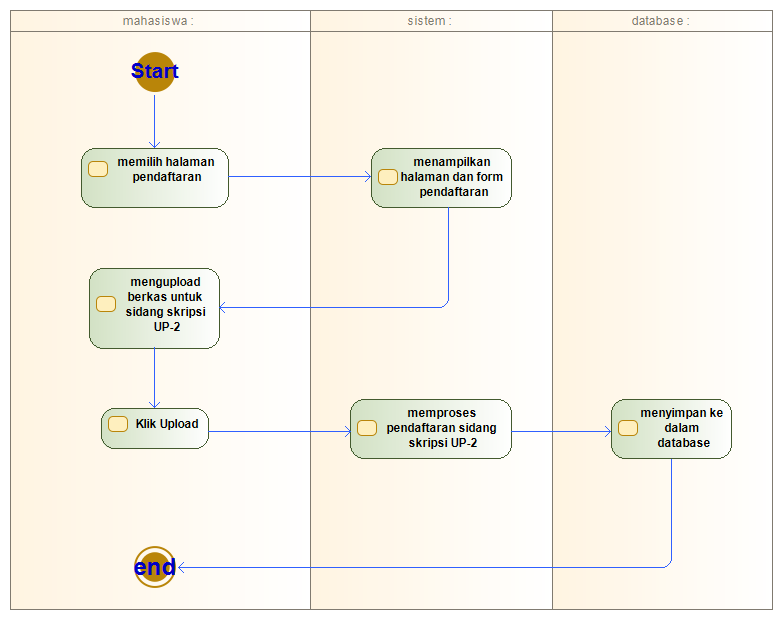 mahasiswa :
sistem :
database :
Start
memilih halaman
pendaftaran
menampilkan
halaman dan form
pendaftaran
mengupload
berkas untuk
sidang skripsi
UP-2
Klik Upload
memproses
pendaftaran sidang
skripsi UP-2
menyimpan ke
dalam
database
end